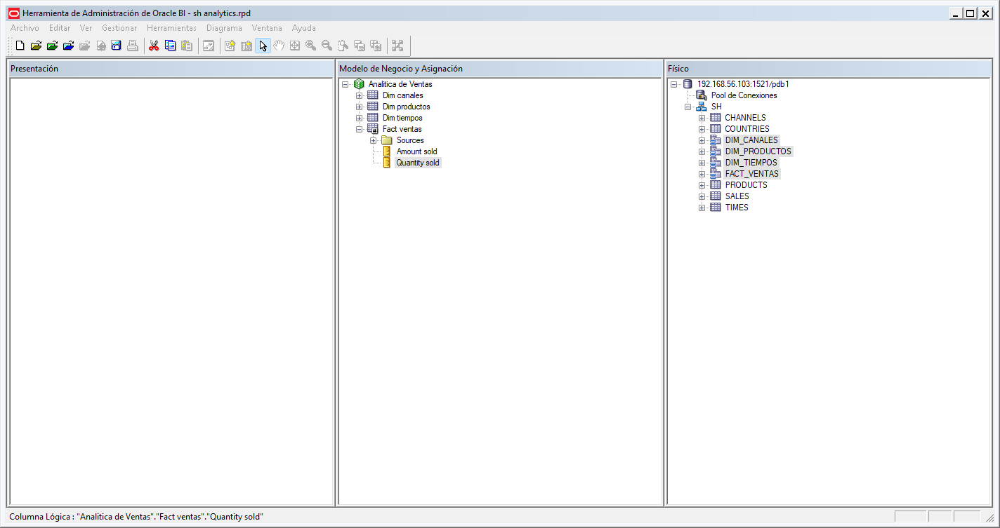 Herramienta de Administración de Oracle BI - sh analytics.rpd
Archivo Editar Ver Gestionar Herramientas Diagrama Ventana Ayuda
Presentación
Modelo de Negocio y Asignación
Analitica de Ventas
Dim canales
Dim productos
Dim tiempos
Fact ventas
Sources
Amount sold
Quantity sold
Físico
192.168.56.103:1521/pdb1
Pool de Conexiones
SH
CHANNELS
COUNTRIES
DIM_CANALES
DIM_PRODUCTOS
DIM_TIEMPOS
FACT_VENTAS
PRODUCTS
SALES
TIMES
Columna Lógica : "Analitica de Ventas"."Fact ventas"."Quantity sold"